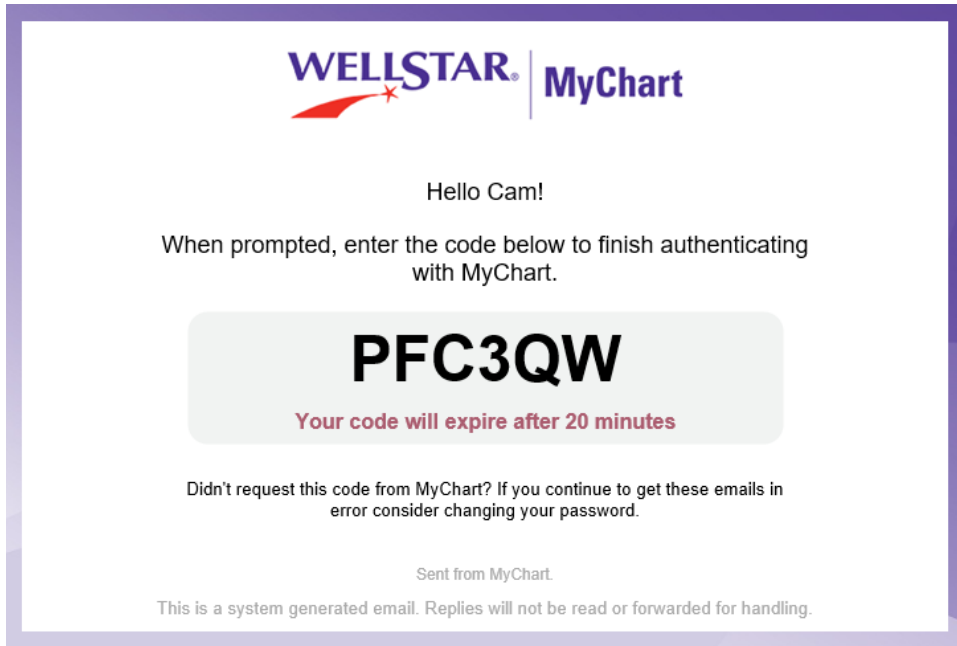 WELLSTAR® MyChart
Hello Cam!
When prompted, enter the code below to finish authenticating
with MyChart.
PFC3QW
Your code will expire after 20 minutes
Didn't request this code from MyChart? If you continue to get these emails in
error consider changing your password.
Sent from MyChart.
This is a system generated email. Replies will not be read or forwarded for handling.